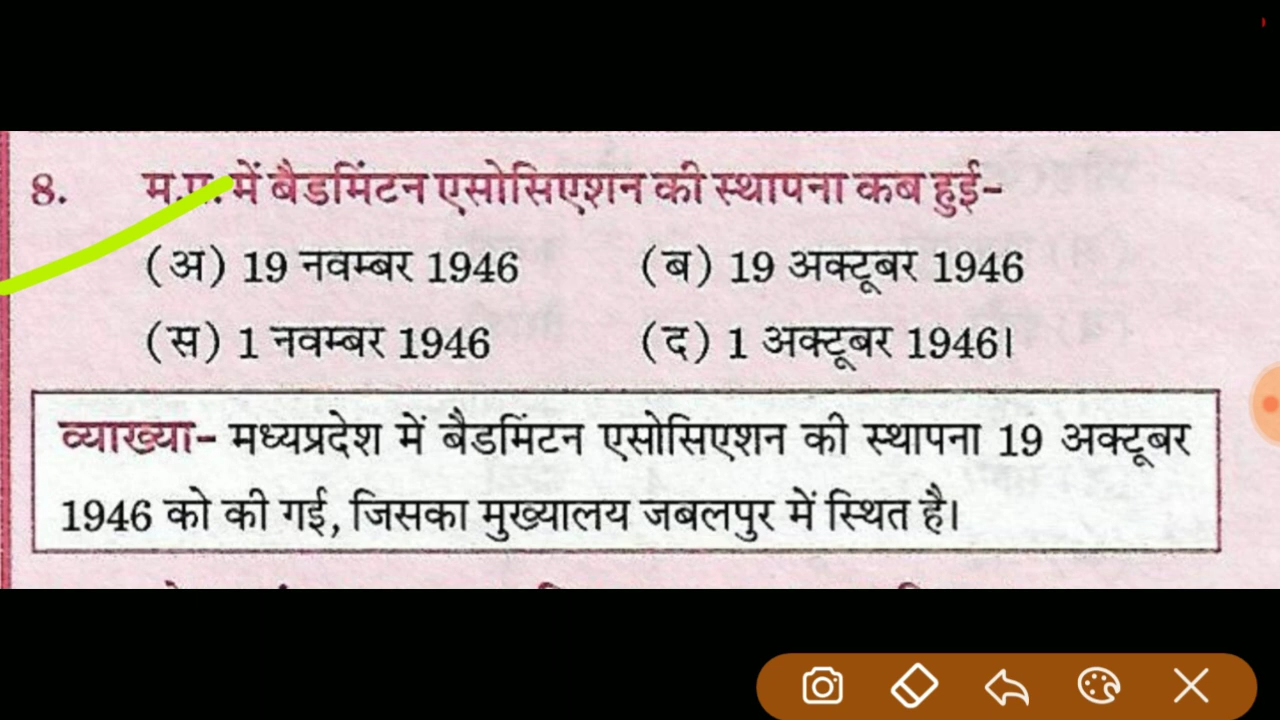 8. म.प्र. में बैडमिंटन एसोसिएशन की स्थापना कब हुई-
(अ) 19 नवम्बर 1946 (ब) 19 अक्टूबर 1946
(स) 1 नवम्बर 1946 (द) 1 अक्टूबर 1946।
व्याख्या- मध्यप्रदेश में बैडमिंटन एसोसिएशन की स्थापना 19 अक्टूबर
1946 को की गई, जिसका मुख्यालय जबलपुर में स्थित है।